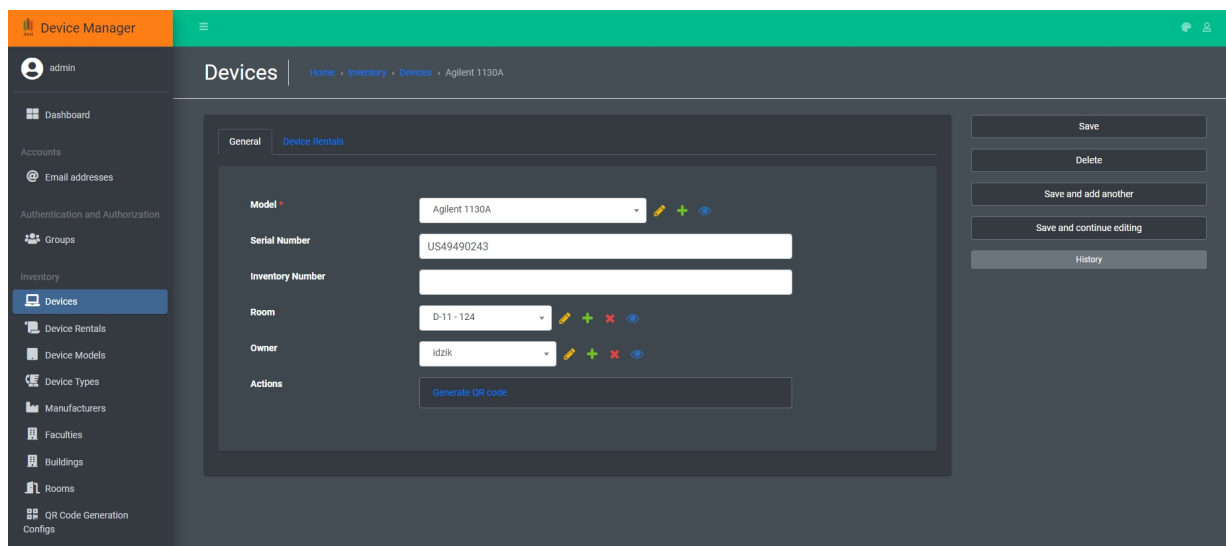 Device Manager
admin
Dashboard
Accounts
Email addresses
Authentication and Authorization
Groups
Inventory
Devices
Device Rentals
Device Models
Device Types
Manufacturers
Faculties
Buildings
Rooms
QR Code Generation
Configs
Devices
Home › Inventory › Devices › Agilent 1130A
General
Device Rentals
Model *
Agilent 1130A
Serial Number
US49490243
Inventory Number
Room
D-11 - 124
Owner
idzik
Actions
Generate QR code
Save
Delete
Save and add another
Save and continue editing
History